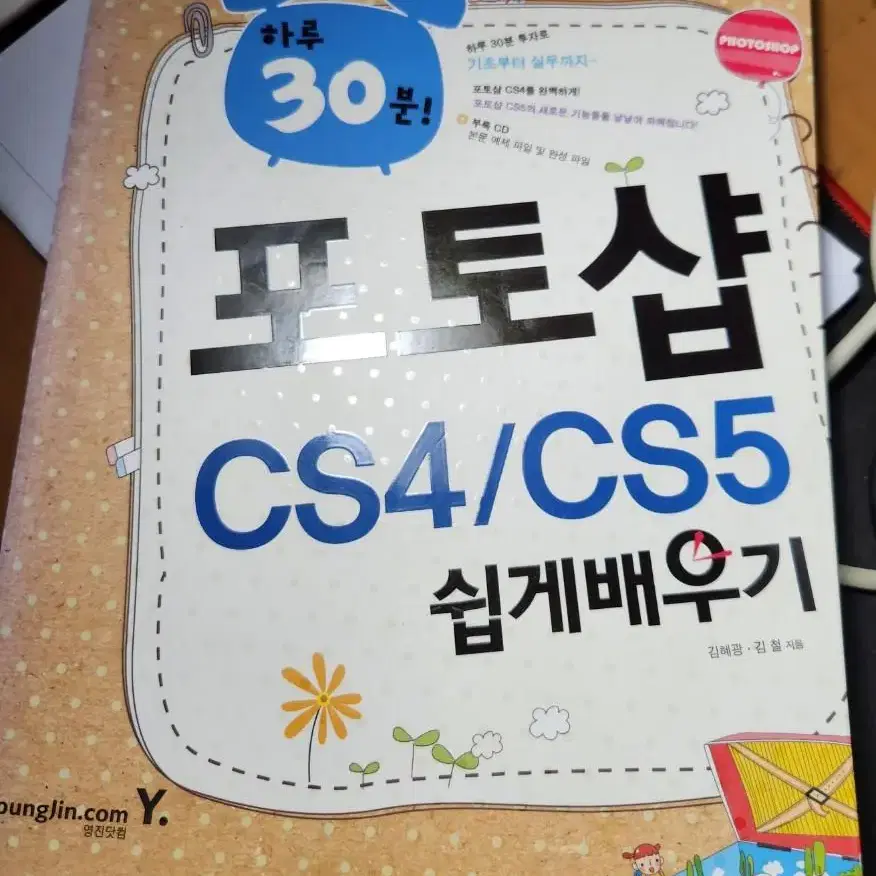 하루
30분!
하루 30분 투자로
기초부터 실무까지~
포토샵 CS4를 완벽하게!
포토샵 CS5의 새로운 기능들을 낱낱이 파헤칩니다!
부록 CD
본문 예제 파일 및 완성 파일
PHOTOSHOP
포토샵
CS4/CS5
쉽게배우기
김혜광 · 김 철 지음
oungJin.com Y.
영진닷컴